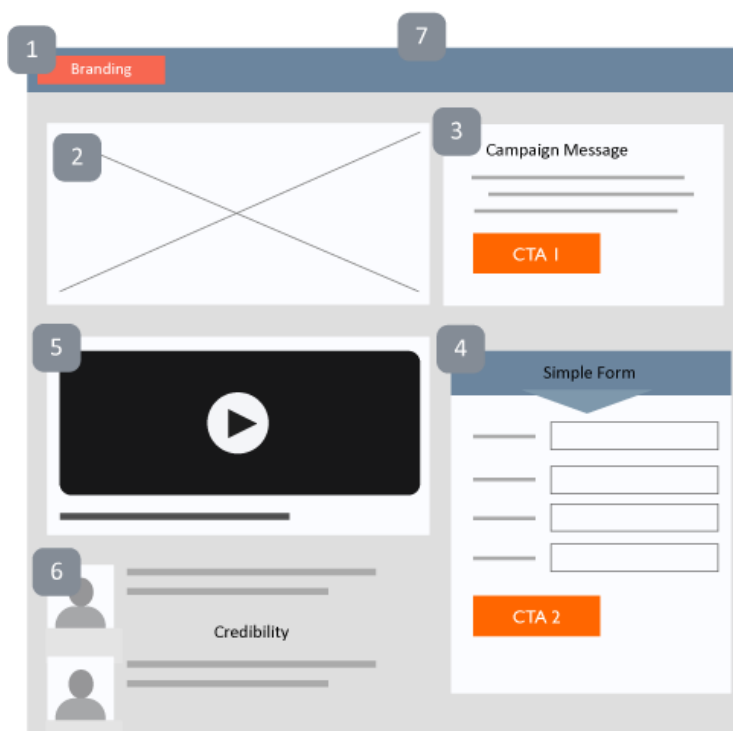 1
7
Branding
2
3
Campaign Message
CTA 1
5
4
Simple Form
6
Credibility
CTA 2